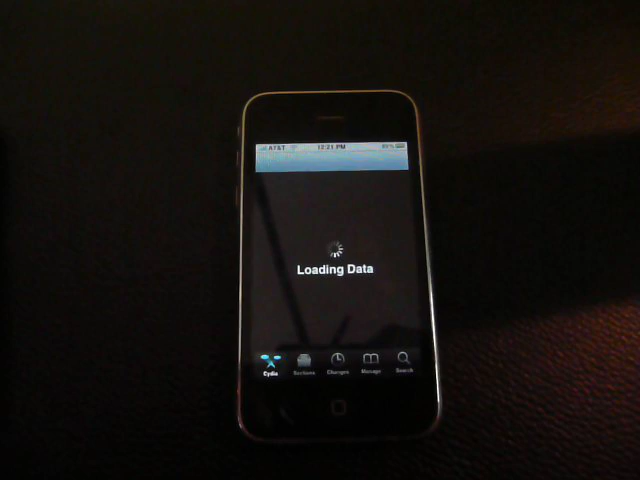 AT&T 12:21 PM
Loading Data
Cydia Sections Changes Manage Search